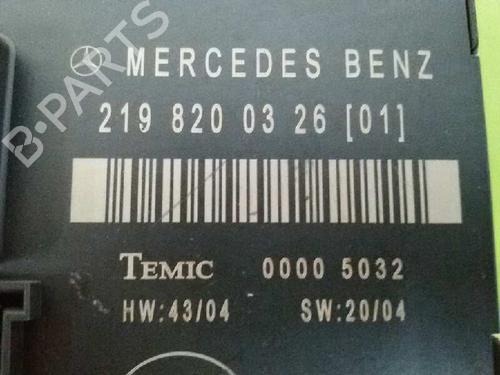 MERCEDES BENZ
219 820 03 26 [01]
TEMIC 0000 5032
HW:43/04 SW:20/04
B-PARTS